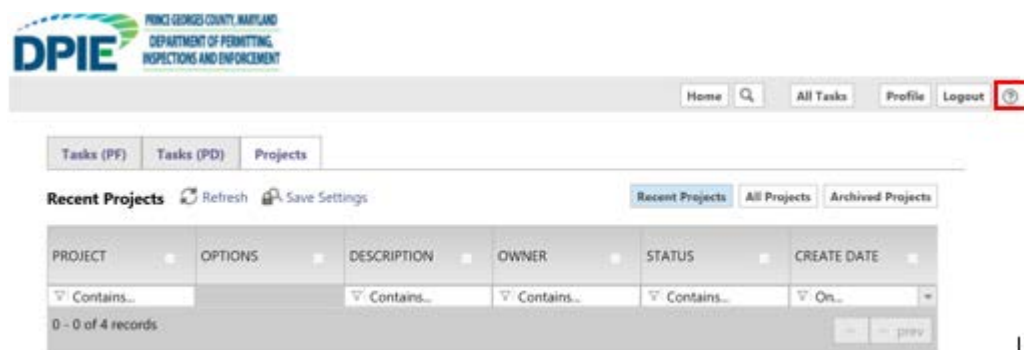 PRINCE GEORGES COUNTY, MARYLAND
DPIE DEPARTMENT OF PERMITTING,
INSPECTIONS AND ENFORCEMENT
Home All Tasks Profile Logout ?
Tasks (PF) Tasks (PD) Projects
Recent Projects Refresh Save Settings Recent Projects All Projects Archived Projects
PROJECT OPTIONS DESCRIPTION OWNER STATUS CREATE DATE
Contains... Contains... Contains... Contains... On...
0 - 0 of 4 records prev